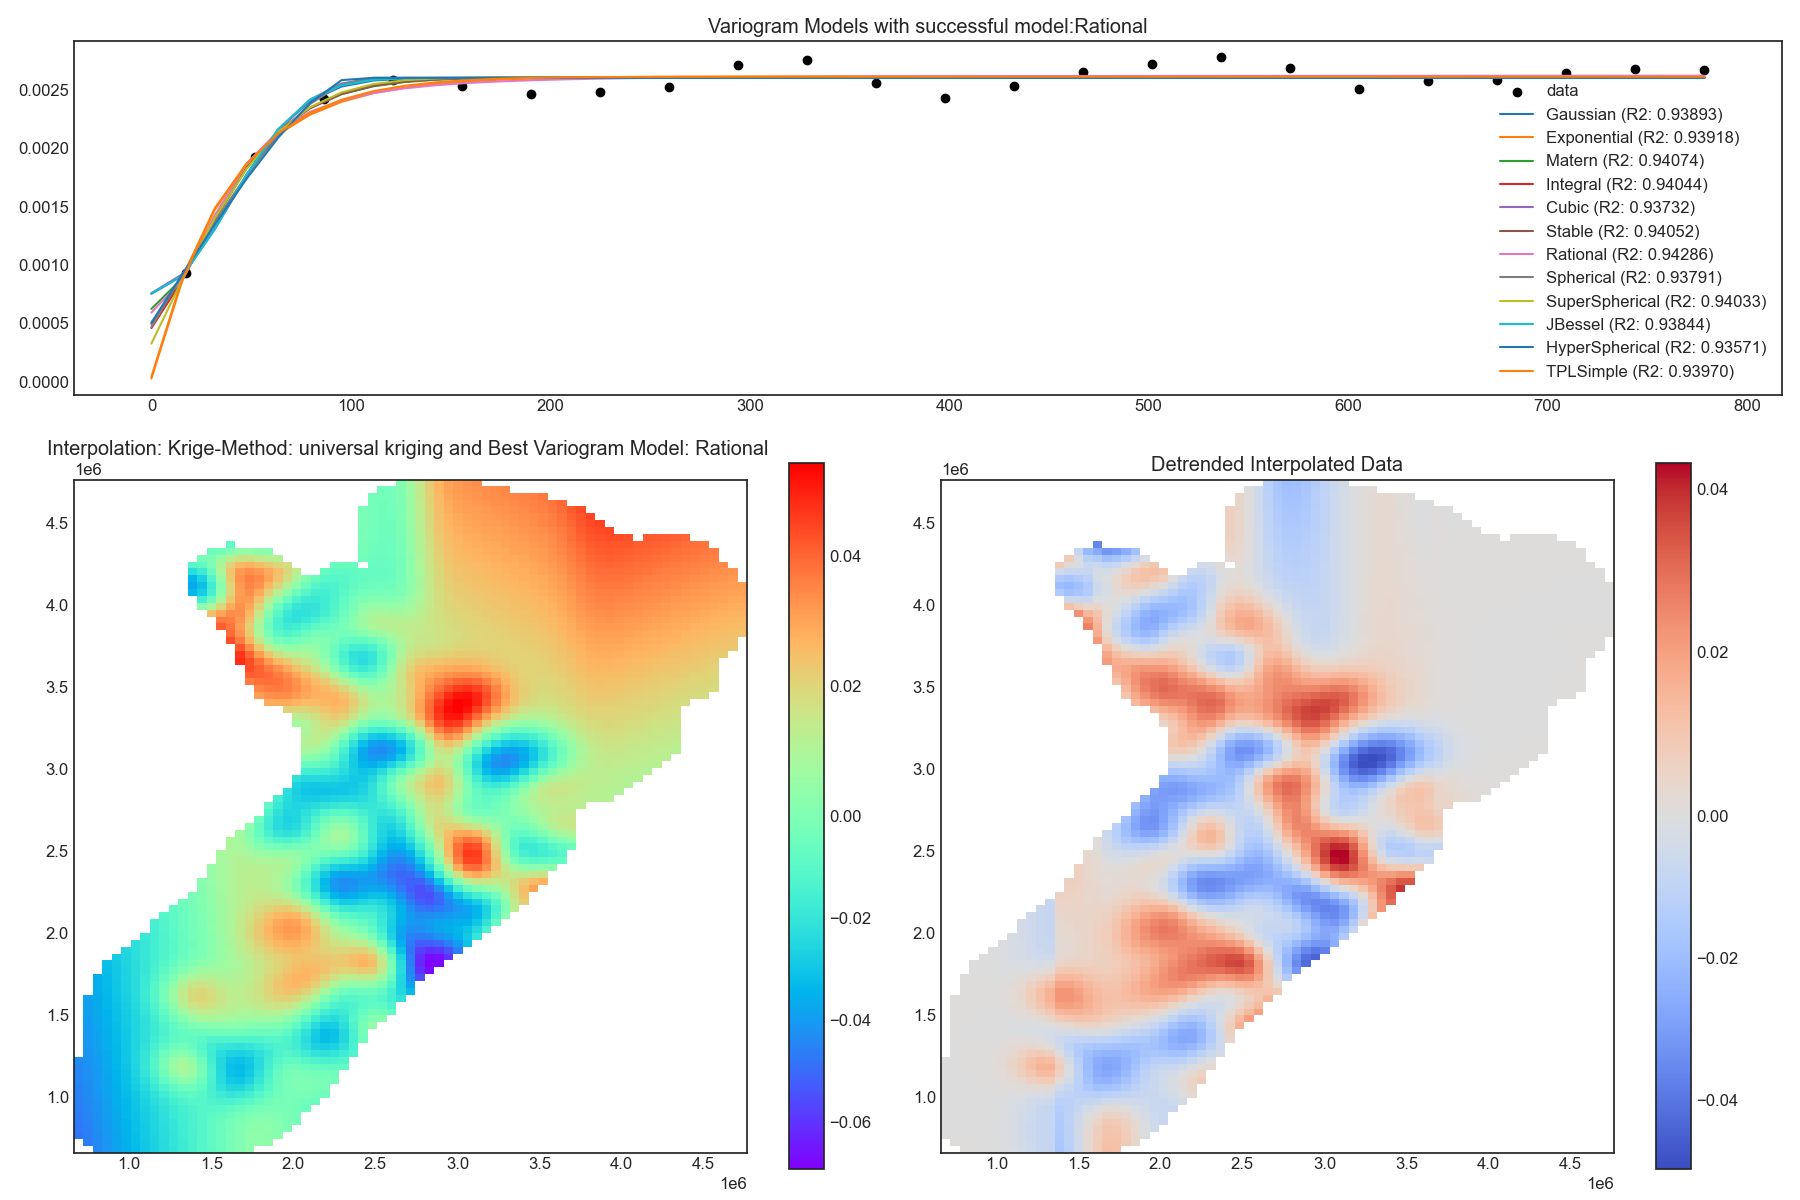 Variogram Models with successful model:Rational
0.0025
0.0020
0.0015
0.0010
0.0005
0.0000
data
Gaussian (R2: 0.93893)
Exponential (R2: 0.93918)
Matern (R2: 0.94074)
Integral (R2: 0.94044)
Cubic (R2: 0.93732)
Stable (R2: 0.94052)
Rational (R2: 0.94286)
Spherical (R2: 0.93791)
SuperSpherical (R2: 0.94033)
JBessel (R2: 0.93844)
HyperSpherical (R2: 0.93571)
TPLSimple (R2: 0.93970)
0 100 200 300 400 500 600 700 800
Interpolation: Krige-Method: universal kriging and Best Variogram Model: Rational
1e6
4.5
4.0
3.5
3.0
2.5
2.0
1.5
1.0
1.0 1.5 2.0 2.5 3.0 3.5 4.0 4.5
1e6
0.04
0.02
0.00
−0.02
−0.04
−0.06
Detrended Interpolated Data
1e6
4.5
4.0
3.5
3.0
2.5
2.0
1.5
1.0
1.0 1.5 2.0 2.5 3.0 3.5 4.0 4.5
1e6
0.04
0.02
0.00
−0.02
−0.04